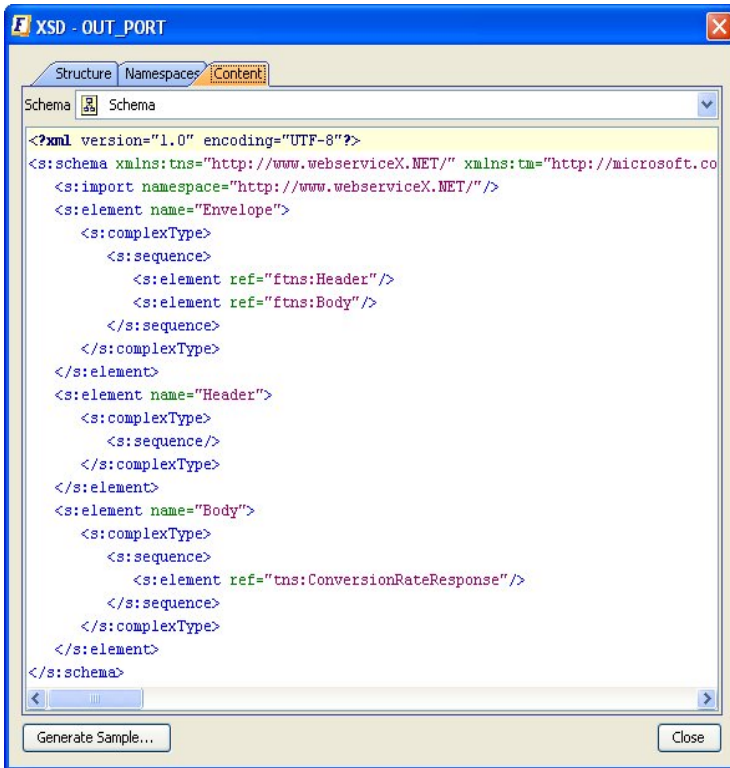 XSD - OUT_PORT
Structure Namespaces Content
Schema Schema
<?xml version="1.0" encoding="UTF-8"?>
<s:schema xmlns:tns="http://www.webserviceX.NET/" xmlns:tm="http://microsoft.co
<s:import namespace="http://www.webserviceX.NET/"/>
<s:element name="Envelope">
<s:complexType>
<s:sequence>
<s:element ref="ftns:Header"/>
<s:element ref="ftns:Body"/>
</s:sequence>
</s:complexType>
</s:element>
<s:element name="Header">
<s:complexType>
<s:sequence/>
</s:complexType>
</s:element>
<s:element name="Body">
<s:complexType>
<s:sequence>
<s:element ref="tns:ConversionRateResponse"/>
</s:sequence>
</s:complexType>
</s:element>
</s:schema>
Generate Sample... Close